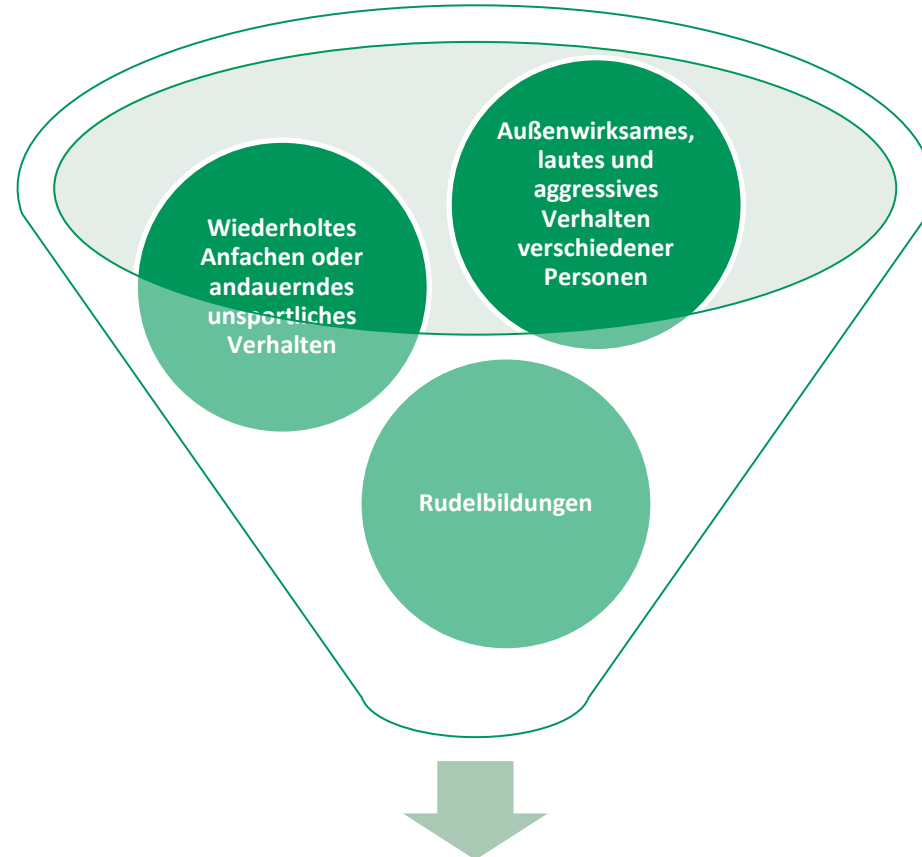 Außenwirksames,
lautes und
aggressives
Verhalten
verschiedener
Personen
Wiederholtes
Anfachen oder
andauerndes
unsportliches
Verhalten
Rudelbildungen